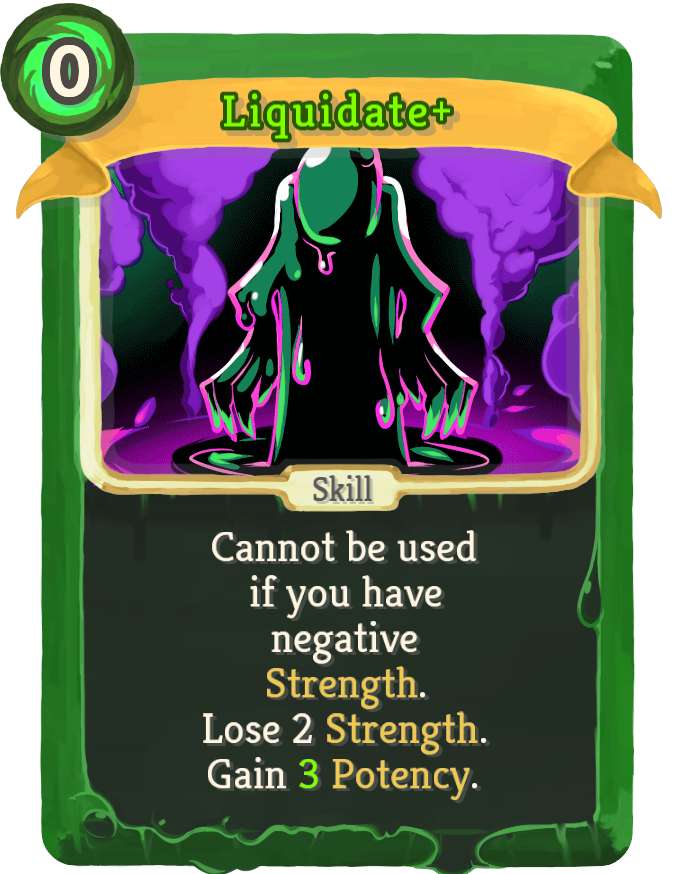 0
Liquidate+
Skill
Cannot be used
if you have
negative
Strength.
Lose 2 Strength.
Gain 3 Potency.